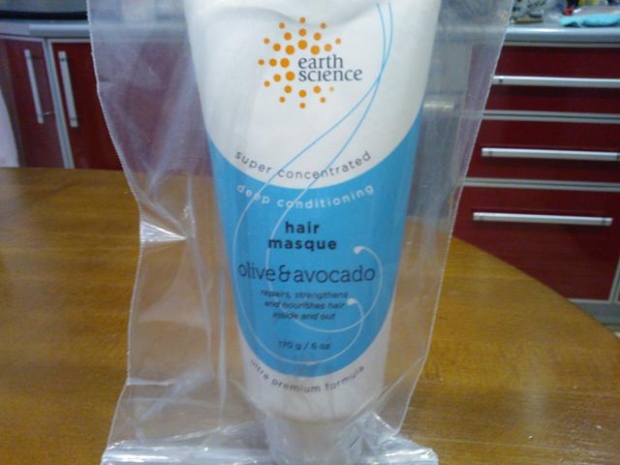 earth
science
super concentrated
deep conditioning
hair
masque
olive & avocado
repairs, strengthens
and nourishes hair
inside and out
170 g / 6 oz
ultra premium formula